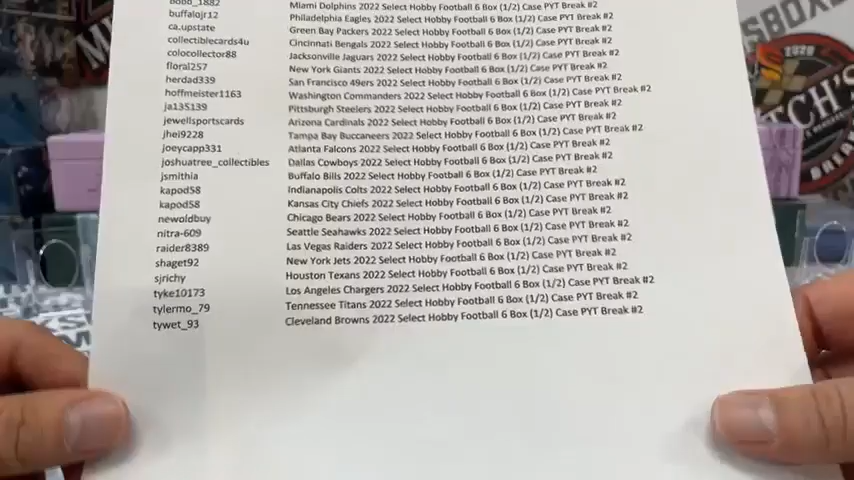 bobb_1882 Miami Dolphins 2022 Select Hobby Football 6 Box (1/2) Case PYT Break #2
buffalojr12 Philadelphia Eagles 2022 Select Hobby Football 6 Box (1/2) Case PYT Break #2
ca.upstate Green Bay Packers 2022 Select Hobby Football 6 Box (1/2) Case PYT Break #2
collectiblecards4u Cincinnati Bengals 2022 Select Hobby Football 6 Box (1/2) Case PYT Break #2
colocollector88 Jacksonville Jaguars 2022 Select Hobby Football 6 Box (1/2) Case PYT Break #2
floral257 New York Giants 2022 Select Hobby Football 6 Box (1/2) Case PYT Break #2
herdad339 San Francisco 49ers 2022 Select Hobby Football 6 Box (1/2) Case PYT Break #2
hoffmeister1163 Washington Commanders 2022 Select Hobby Football 6 Box (1/2) Case PYT Break #2
ja135139 Pittsburgh Steelers 2022 Select Hobby Football 6 Box (1/2) Case PYT Break #2
jewellsportscards Arizona Cardinals 2022 Select Hobby Football 6 Box (1/2) Case PYT Break #2
jhei9228 Tampa Bay Buccaneers 2022 Select Hobby Football 6 Box (1/2) Case PYT Break #2
joeycapp331 Atlanta Falcons 2022 Select Hobby Football 6 Box (1/2) Case PYT Break #2
joshuatree_collectibles Dallas Cowboys 2022 Select Hobby Football 6 Box (1/2) Case PYT Break #2
jsmithia Buffalo Bills 2022 Select Hobby Football 6 Box (1/2) Case PYT Break #2
kapod58 Indianapolis Colts 2022 Select Hobby Football 6 Box (1/2) Case PYT Break #2
kapod58 Kansas City Chiefs 2022 Select Hobby Football 6 Box (1/2) Case PYT Break #2
newoldbuy Chicago Bears 2022 Select Hobby Football 6 Box (1/2) Case PYT Break #2
nitra-609 Seattle Seahawks 2022 Select Hobby Football 6 Box (1/2) Case PYT Break #2
raider8389 Las Vegas Raiders 2022 Select Hobby Football 6 Box (1/2) Case PYT Break #2
shaget92 New York Jets 2022 Select Hobby Football 6 Box (1/2) Case PYT Break #2
sjrichy Houston Texans 2022 Select Hobby Football 6 Box (1/2) Case PYT Break #2
tyke10173 Los Angeles Chargers 2022 Select Hobby Football 6 Box (1/2) Case PYT Break #2
tylermo_79 Tennessee Titans 2022 Select Hobby Football 6 Box (1/2) Case PYT Break #2
tywet_93 Cleveland Browns 2022 Select Hobby Football 6 Box (1/2) Case PYT Break #2
2020